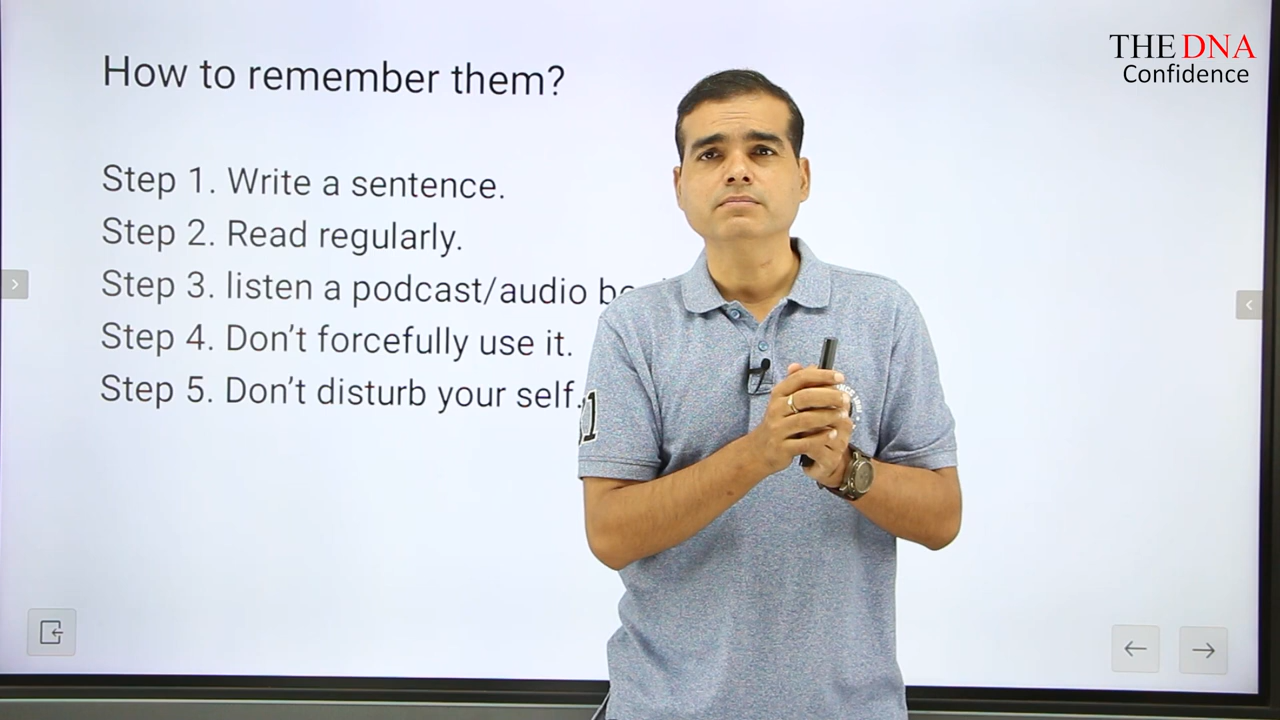 THE DNA
Confidence
How to remember them?
Step 1. Write a sentence.
Step 2. Read regularly.
Step 3. listen a podcast/audio
Step 4. Don't forcefully use it.
Step 5. Don't disturb your self.